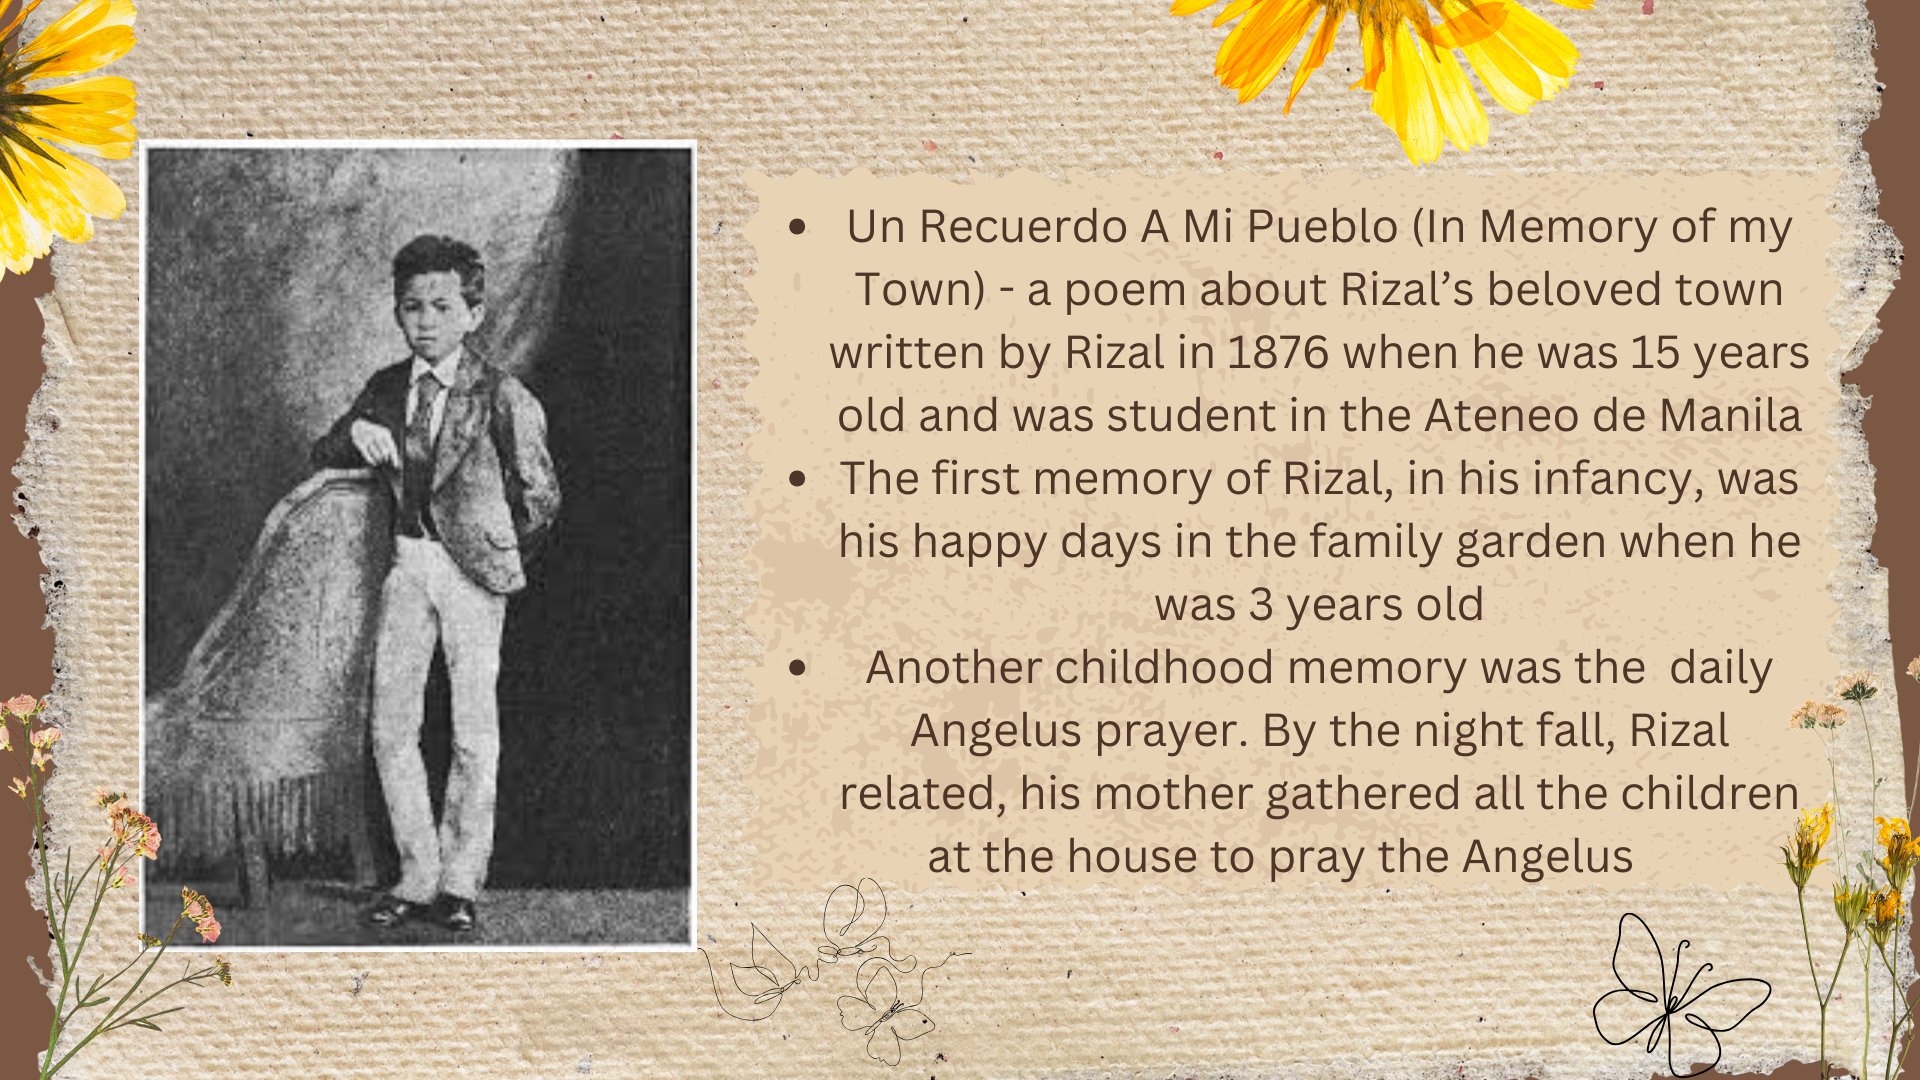 • Un Recuerdo A Mi Pueblo (In Memory of my
Town) - a poem about Rizal’s beloved town
written by Rizal in 1876 when he was 15 years
old and was student in the Ateneo de Manila
• The first memory of Rizal, in his infancy, was
his happy days in the family garden when he
was 3 years old
• Another childhood memory was the  daily
Angelus prayer. By the night fall, Rizal
related, his mother gathered all the children
at the house to pray the Angelus